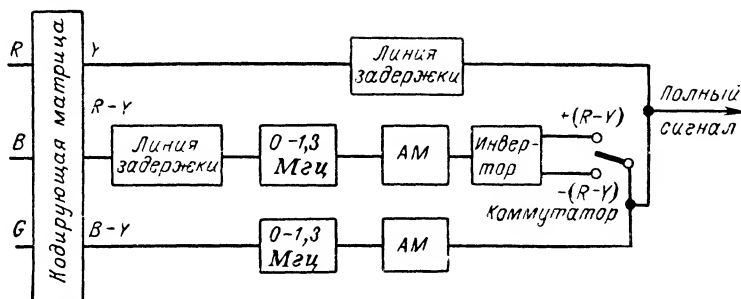 R
B
G
Кодирующая матрица
Y
Линия
задержки
Полный
сигнал
R-Y
Линия
задержки
0-1,3
Мгц
АМ
Инвер-
тор
+(R-Y)
-(R-Y)
Коммутатор
B-Y
0-1,3
Мгц
АМ